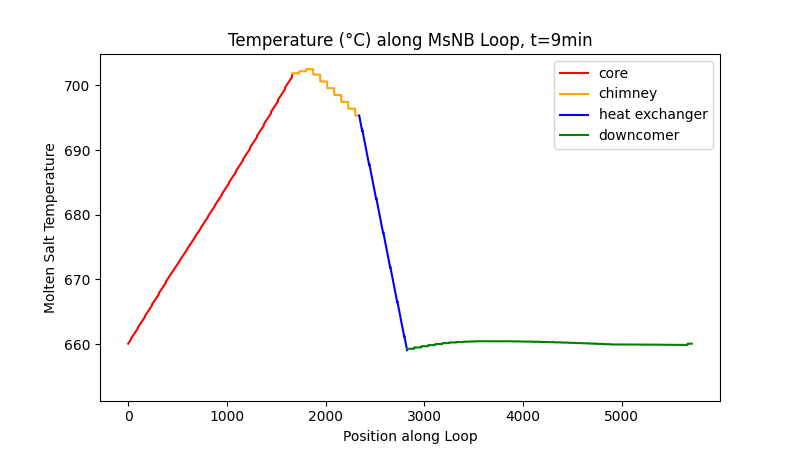 Temperature (°C) along MsNB Loop, t=9min
core
chimney
heat exchanger
downcomer
Molten Salt Temperature
700
690
680
670
660
0 1000 2000 3000 4000 5000
Position along Loop